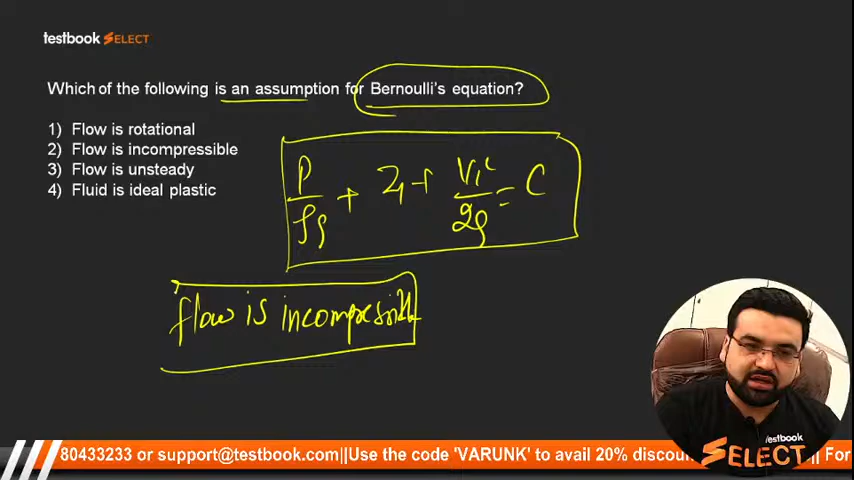 testbook SELECT
Which of the following is an assumption for Bernoulli's equation?
1) Flow is rotational
2) Flow is incompressible
3) Flow is unsteady
4) Fluid is ideal plastic
P/ρg + Z1 + V1²/2g = C
flow is incompressible
testbook
SELECT
80433233 or support@testbook.com||Use the code 'VARUNK' to avail 20% discou || For